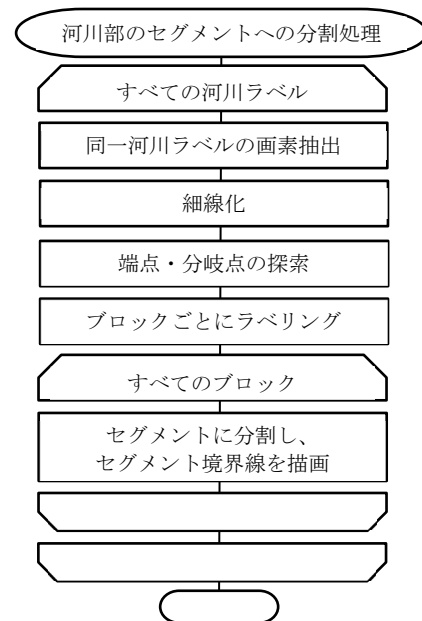 河川部のセグメントへの分割処理
すべての河川ラベル
同一河川ラベルの画素抽出
細線化
端点・分岐点の探索
ブロックごとにラベリング
すべてのブロック
セグメントに分割し、
セグメント境界線を描画